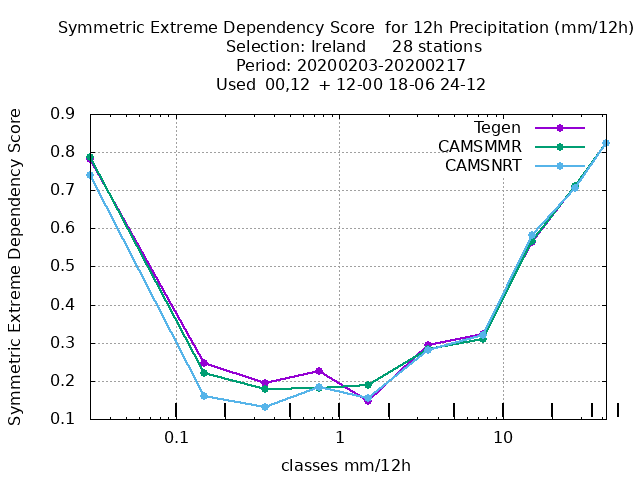 Symmetric Extreme Dependency Score  for 12h Precipitation (mm/12h)
Selection: Ireland     28 stations
Period: 20200203-20200217
Used  00,12  + 12-00 18-06 24-12
Symmetric Extreme Dependency Score
0.9
0.8
0.7
0.6
0.5
0.4
0.3
0.2
0.1
Tegen
CAMSMMR
CAMSNRT
0.1 1 10
classes mm/12h